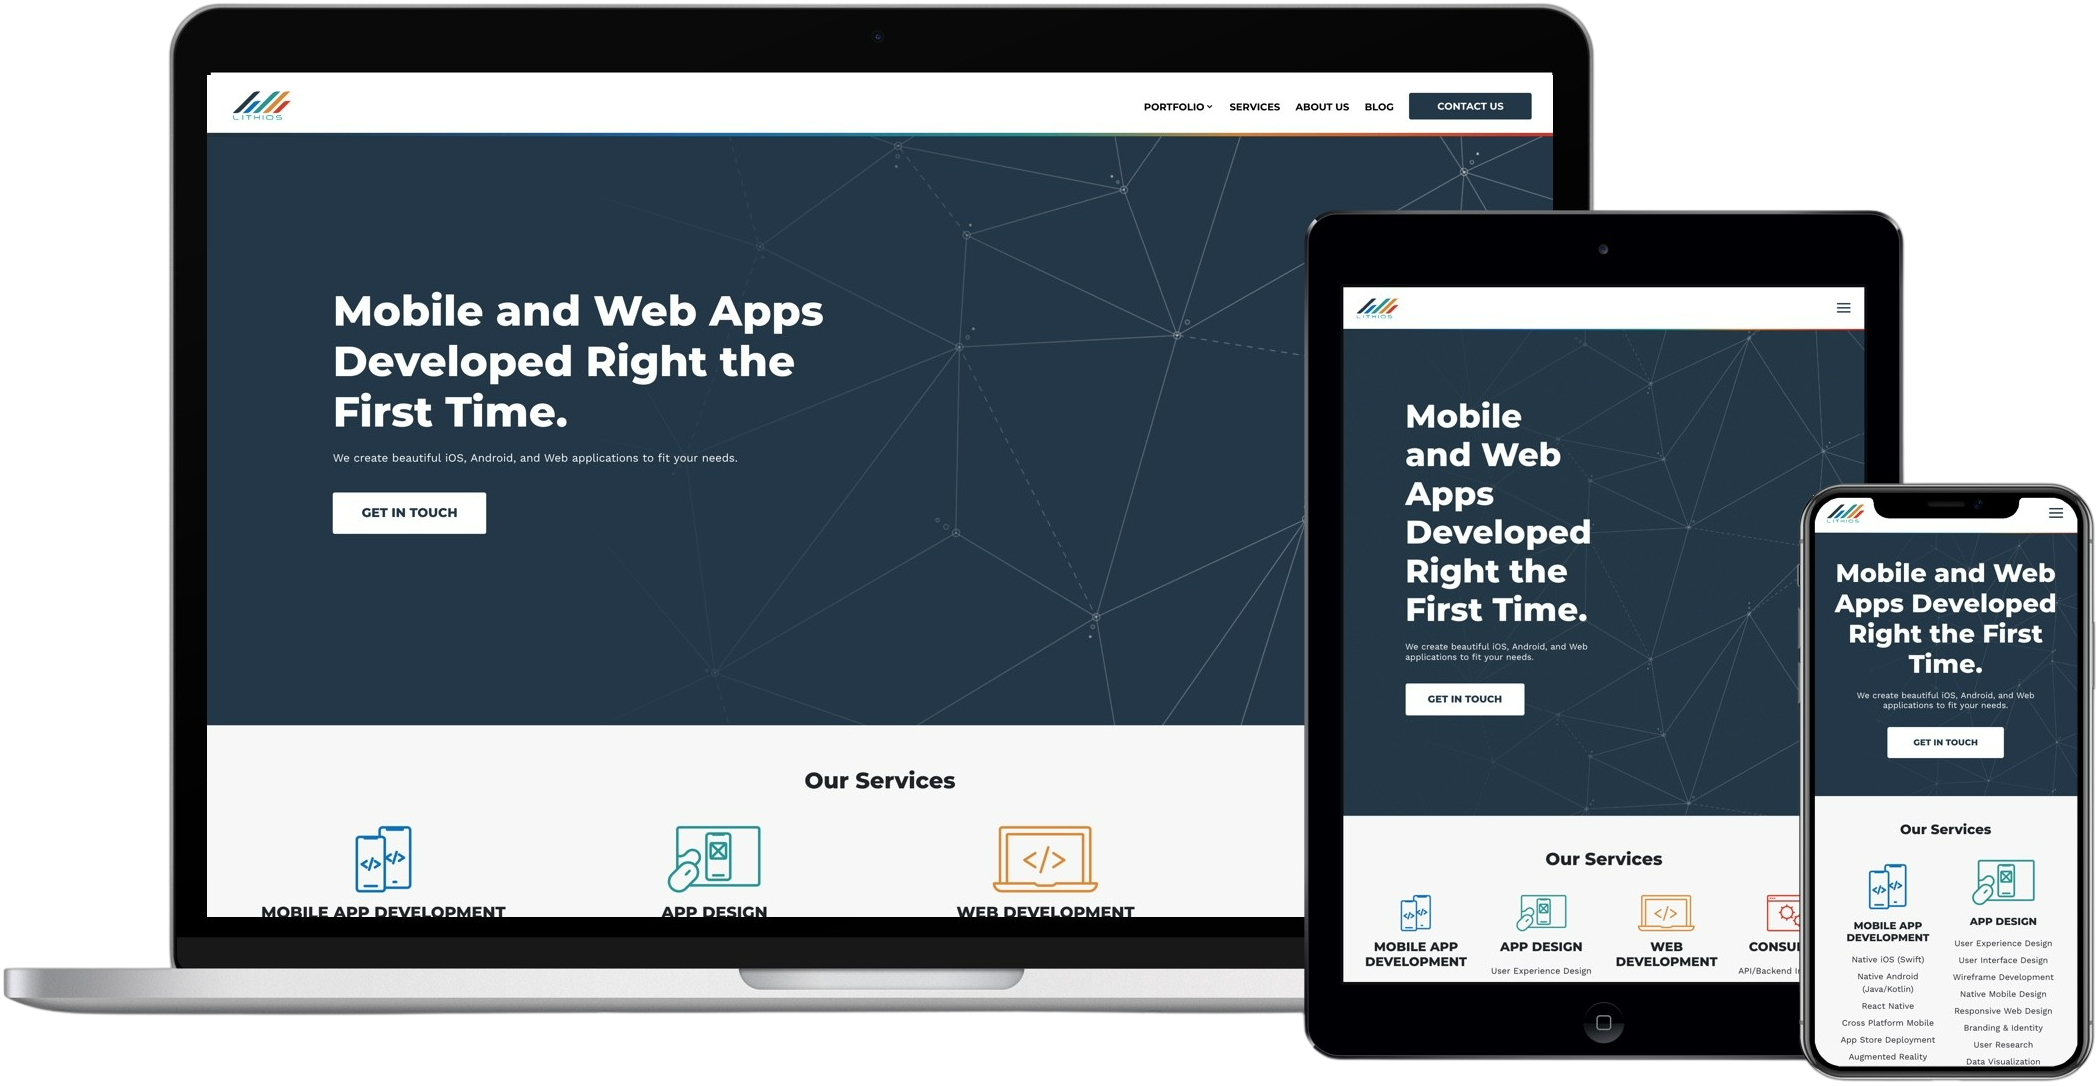 LITHIOS
PORTFOLIO
SERVICES
ABOUT US
BLOG
CONTACT US
Mobile and Web Apps
Developed Right the
First Time.
We create beautiful iOS, Android, and Web applications to fit your needs.
GET IN TOUCH
Our Services
</>
</>
</>
MOBILE APP DEVELOPMENT
APP DESIGN
WEB DEVELOPMENT
LITHIOS
Mobile
and Web
Apps
Developed
Right the
First Time.
We create beautiful iOS, Android, and Web
applications to fit your needs.
GET IN TOUCH
Our Services
</>
</>
</>
MOBILE APP
DEVELOPMENT
APP DESIGN
User Experience Design
WEB
DEVELOPMENT
CONSU
API/Backend
LITHIOS
Mobile and Web
Apps Developed
Right the First
Time.
We create beautiful iOS, Android, and Web
applications to fit your needs.
GET IN TOUCH
Our Services
</>
</>
MOBILE APP
DEVELOPMENT
Native iOS (Swift)
Native Android
(Java/Kotlin)
React Native
Cross Platform Mobile
App Store Deployment
Augmented Reality
APP DESIGN
User Experience Design
User Interface Design
Wireframe Development
Native Mobile Design
Responsive Web Design
Branding & Identity
User Research
Data Visualization